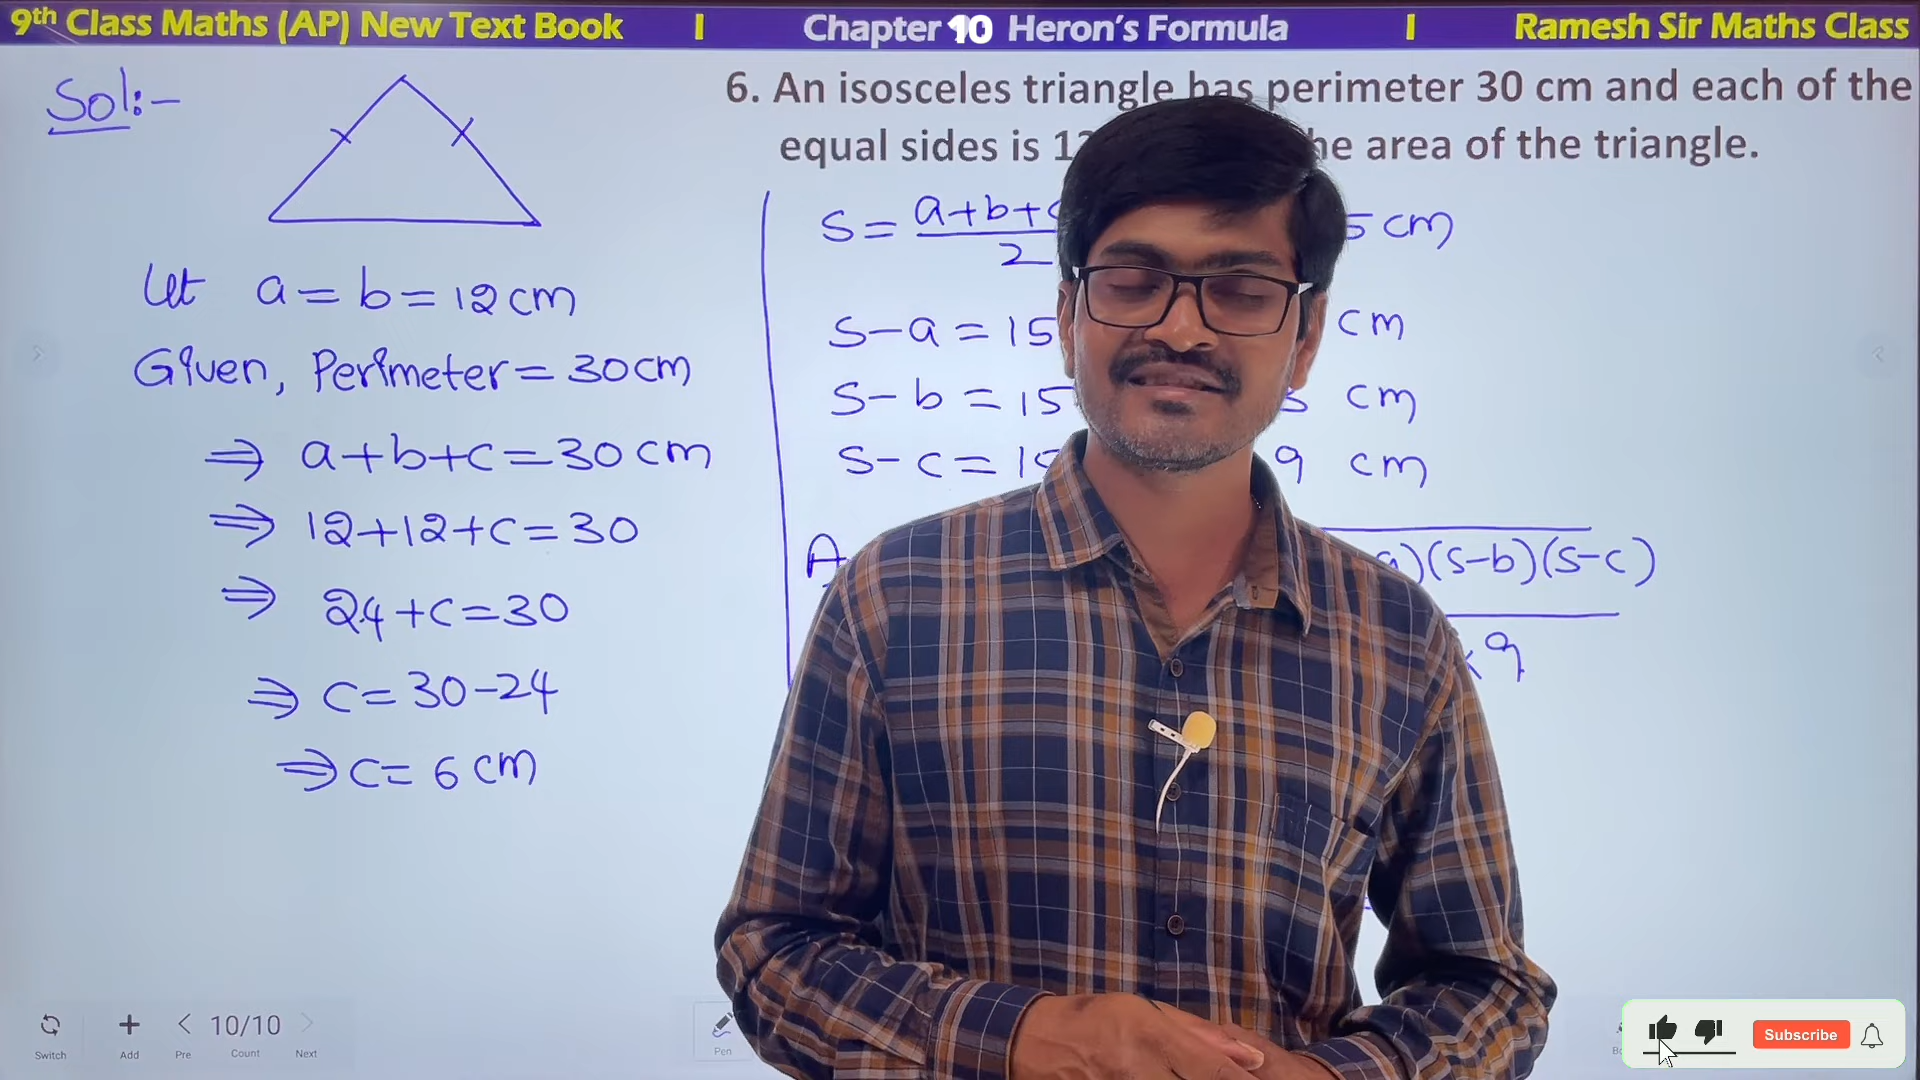 9th Class Maths (AP) New Text Book I Chapter 10 Heron's Formula I Ramesh Sir Maths Class
Sol:-
6. An isosceles triangle has perimeter 30 cm and each of the
equal sides is area of the triangle.
S = a+b+ cm
2
Let a = b = 12 cm
S-a = 15 cm
Given, Perimeter = 30 cm
S-b = 15 cm
⇒ a+b+c = 30 cm
S-c = 9 cm
⇒ 12+12+c = 30
(S-b)(S-c)
⇒ 24+c = 30
9
⇒ c = 30-24
⇒ c = 6 cm
10/10
Switch Add Pre Count Next Pen
Subscribe